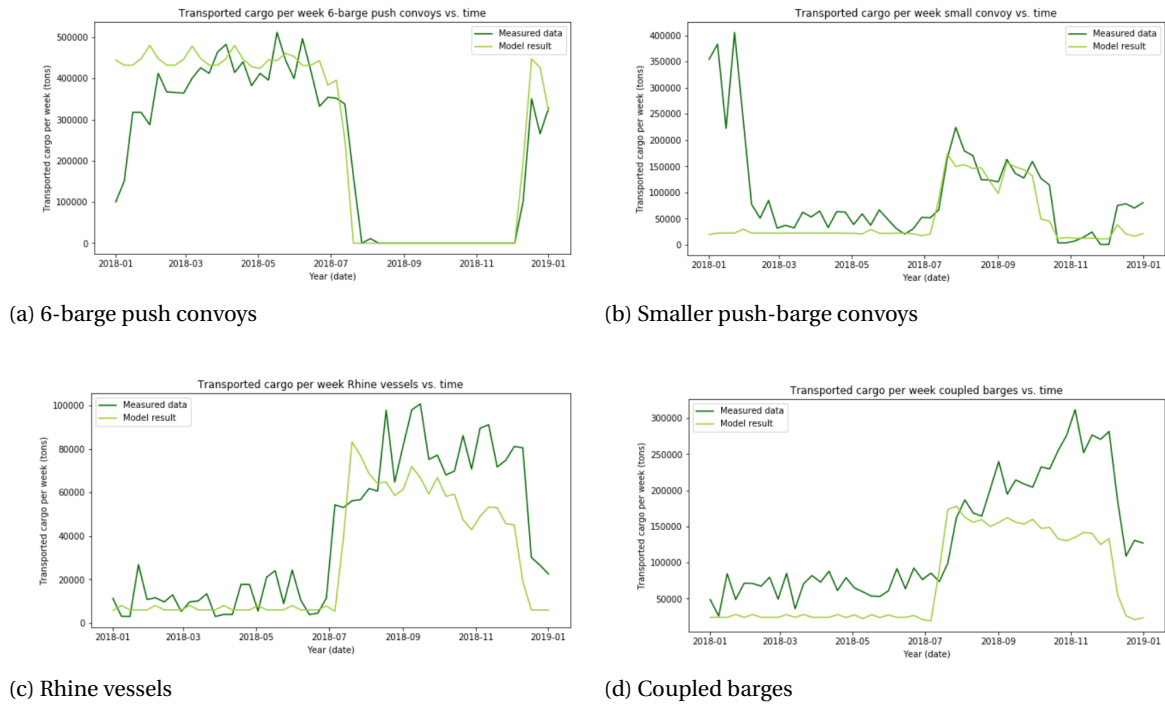 Transported cargo per week 6-barge push convoys vs. time
Measured data
Model result
Transported cargo per week (tons)
500000
400000
300000
200000
100000
0
2018-01
2018-03
2018-05
2018-07
2018-09
2018-11
2019-01
Year (date)
(a) 6-barge push convoys
Transported cargo per week small convoy vs. time
Measured data
Model result
Transported cargo per week (tons)
400000
350000
300000
250000
200000
150000
100000
50000
0
2018-01
2018-03
2018-05
2018-07
2018-09
2018-11
2019-01
Year (date)
(b) Smaller push-barge convoys
Transported cargo per week Rhine vessels vs. time
Measured data
Model result
Transported cargo per week (tons)
100000
80000
60000
40000
20000
0
2018-01
2018-03
2018-05
2018-07
2018-09
2018-11
2019-01
Year (date)
(c) Rhine vessels
Transported cargo per week coupled barges vs. time
Measured data
Model result
Transported cargo per week (tons)
300000
250000
200000
150000
100000
50000
2018-01
2018-03
2018-05
2018-07
2018-09
2018-11
2019-01
Year (date)
(d) Coupled barges